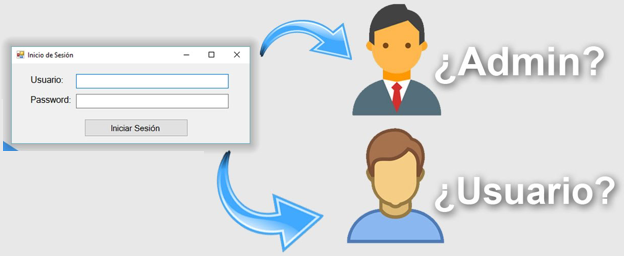 Inicio de Sesión
Usuario:
Password:
Iniciar Sesión
¿Admin?
¿Usuario?